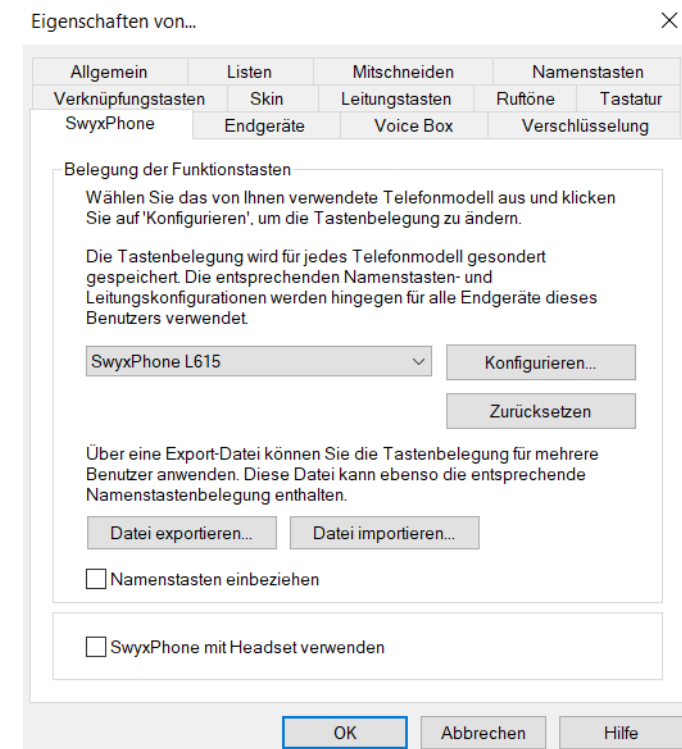 Eigenschaften von...
Allgemein Listen Mitschneiden Namenstasten
Verknüpfungstasten Skin Leitungstasten Ruftöne Tastatur
SwyxPhone Endgeräte Voice Box Verschlüsselung
Belegung der Funktionstasten
Wählen Sie das von Ihnen verwendete Telefonmodell aus und klicken
Sie auf 'Konfigurieren', um die Tastenbelegung zu ändern.
Die Tastenbelegung wird für jedes Telefonmodell gesondert
gespeichert. Die entsprechenden Namenstasten- und
Leitungskonfigurationen werden hingegen für alle Endgeräte dieses
Benutzers verwendet.
SwyxPhone L615
Konfigurieren...
Zurücksetzen
Über eine Export-Datei können Sie die Tastenbelegung für mehrere
Benutzer anwenden. Diese Datei kann ebenso die entsprechende
Namenstastenbelegung enthalten.
Datei exportieren... Datei importieren...
Namenstasten einbeziehen
SwyxPhone mit Headset verwenden
OK Abbrechen Hilfe